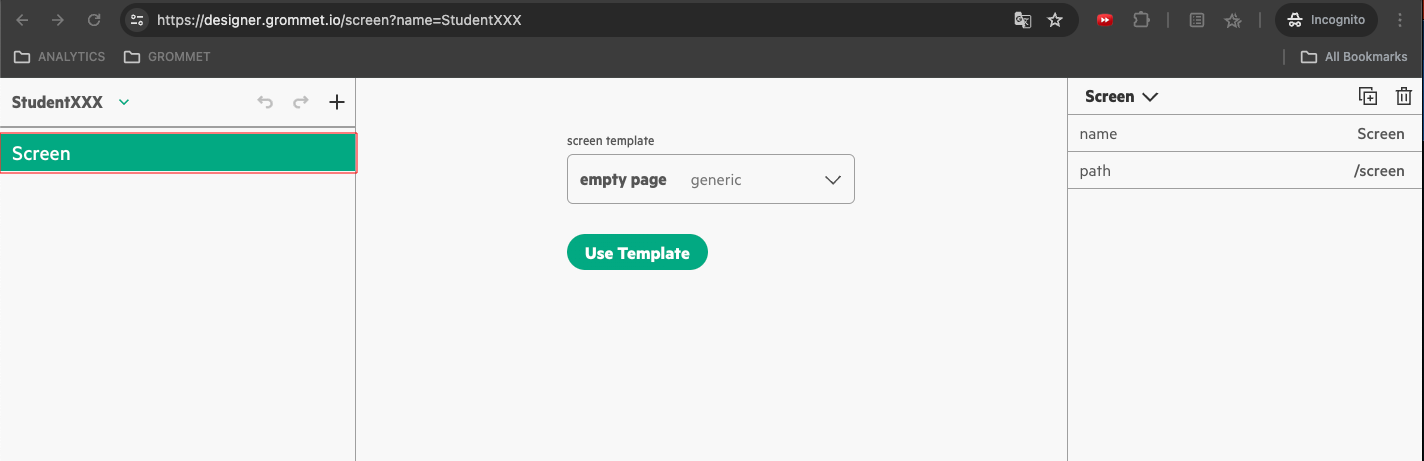 https://designer.grommet.io/screen?name=StudentXXX
Incognito
ANALYTICS
GROMMET
All Bookmarks
StudentXXX
Screen
screen template
empty page generic
Use Template
Screen
name Screen
path /screen